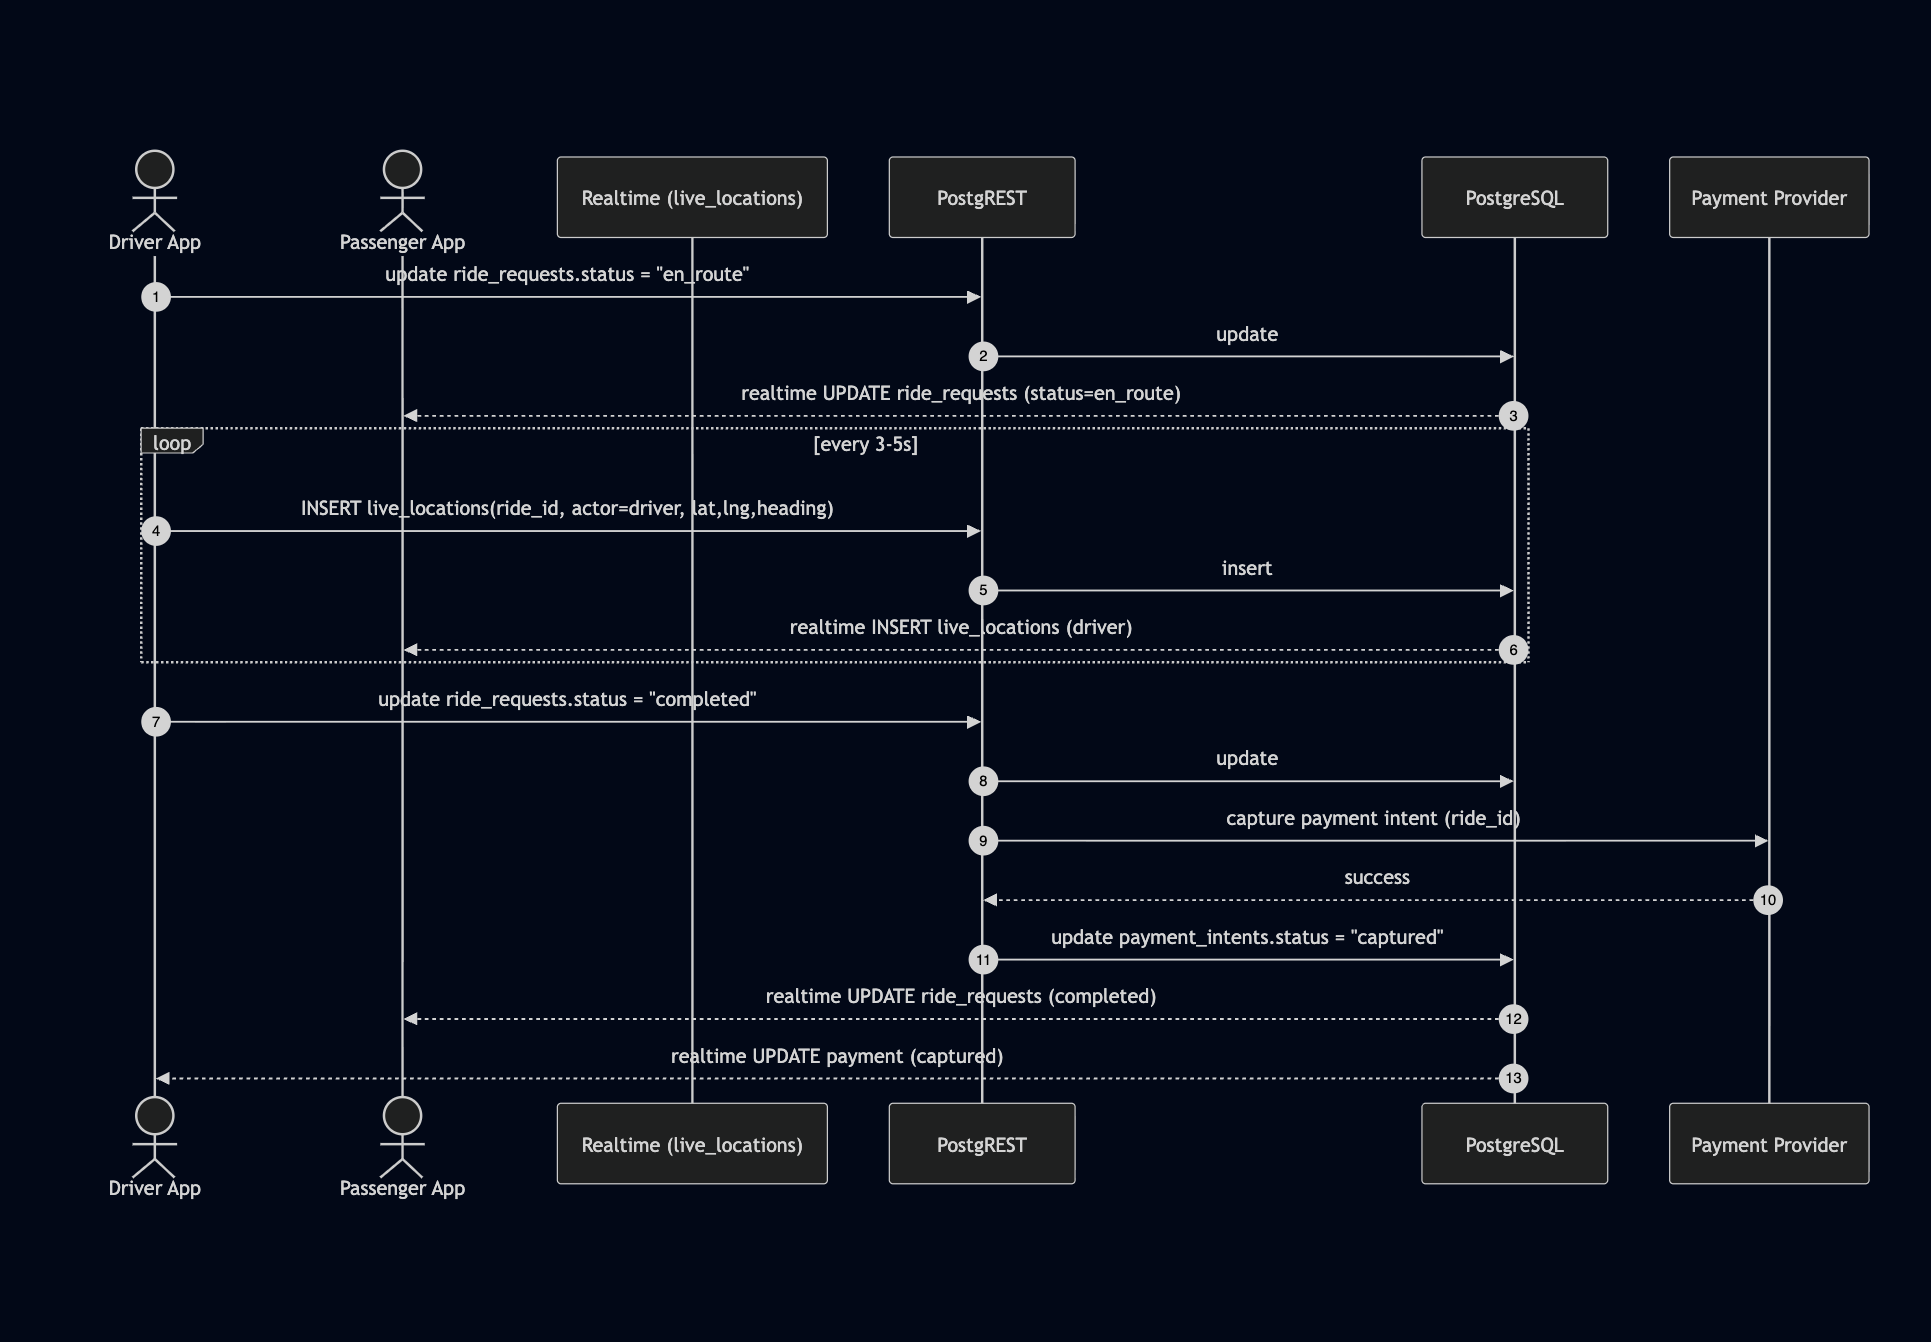 Driver App
Passenger App
Realtime (live_locations)
PostgREST
PostgreSQL
Payment Provider
update ride_requests.status = "en_route"
1
update
2
realtime UPDATE ride_requests (status=en_route)
3
loop
[every 3-5s]
INSERT live_locations(ride_id, actor=driver, lat,lng,heading)
4
insert
5
realtime INSERT live_locations (driver)
6
update ride_requests.status = "completed"
7
update
8
capture payment intent (ride_id)
9
success
10
update payment_intents.status = "captured"
11
realtime UPDATE ride_requests (completed)
12
realtime UPDATE payment (captured)
13
Driver App
Passenger App
Realtime (live_locations)
PostgREST
PostgreSQL
Payment Provider